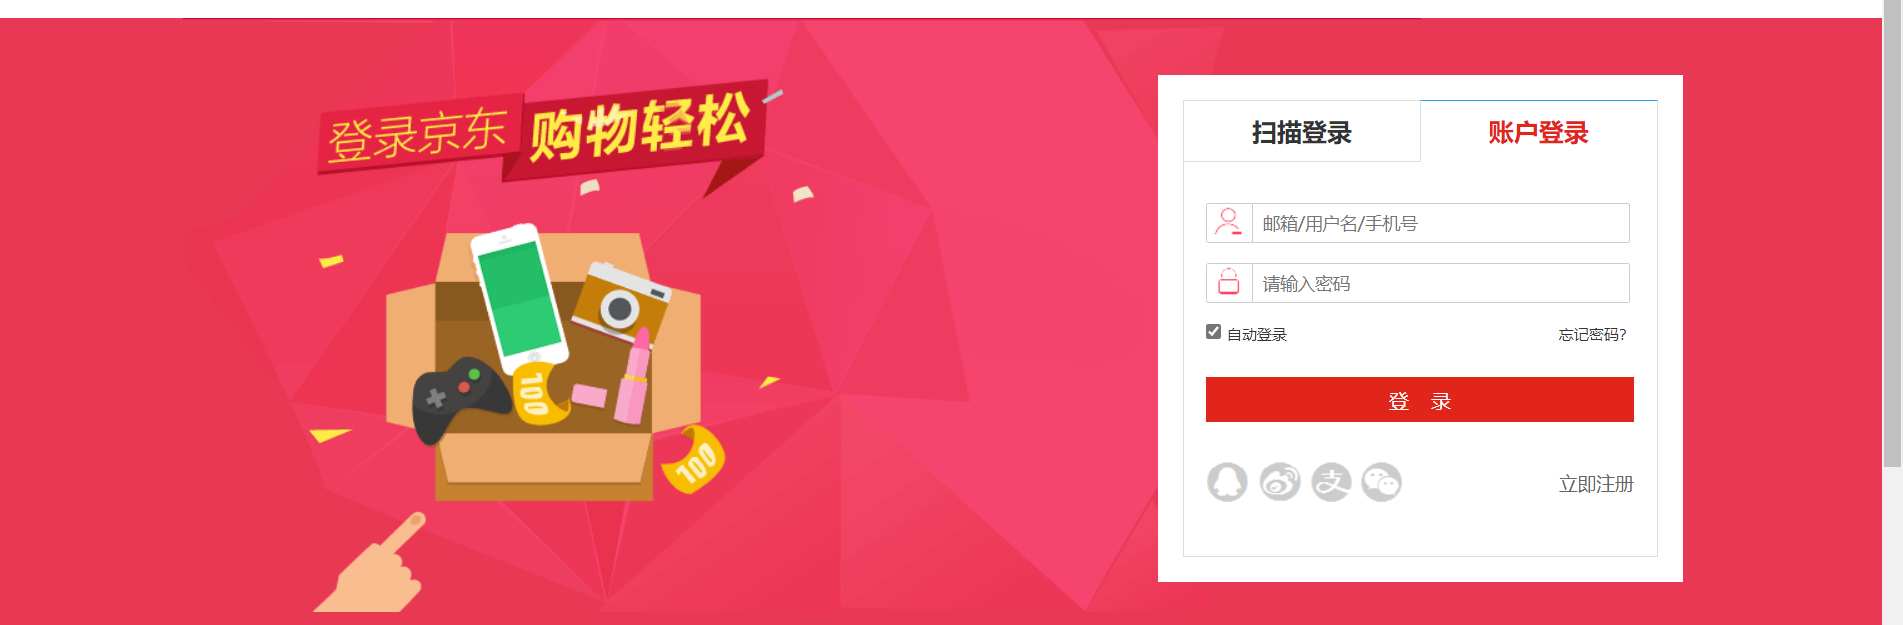 登录京东 购物轻松
100
100
扫描登录 账户登录
邮箱/用户名/手机号
请输入密码
自动登录 忘记密码?
登 录
支
立即注册